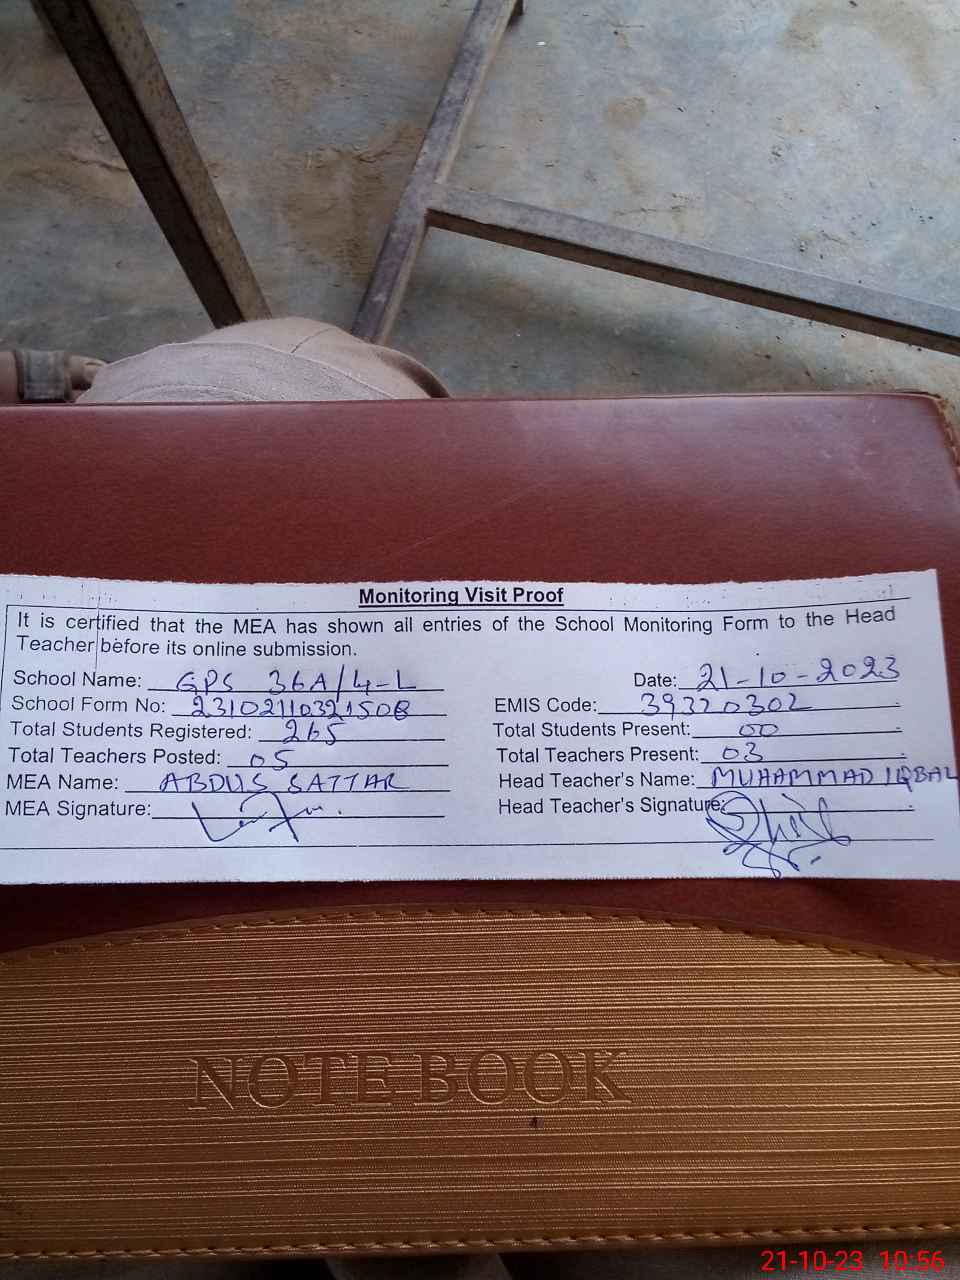 Monitoring Visit Proof
It is certified that the MEA has shown all entries of the School Monitoring Form to the Head
Teacher before its online submission.
School Name: GPS 36A/4-L Date: 21-10-2023
School Form No: 23102110321508 EMIS Code: 39320302
Total Students Registered: 265 Total Students Present: 00
Total Teachers Posted: 05 Total Teachers Present: 03
MEA Name: ABDUS SATTAR Head Teacher's Name: MUHAMMAD IQBAL
MEA Signature: Head Teacher's Signature:
NOTE BOOK
21-10-23 10:56